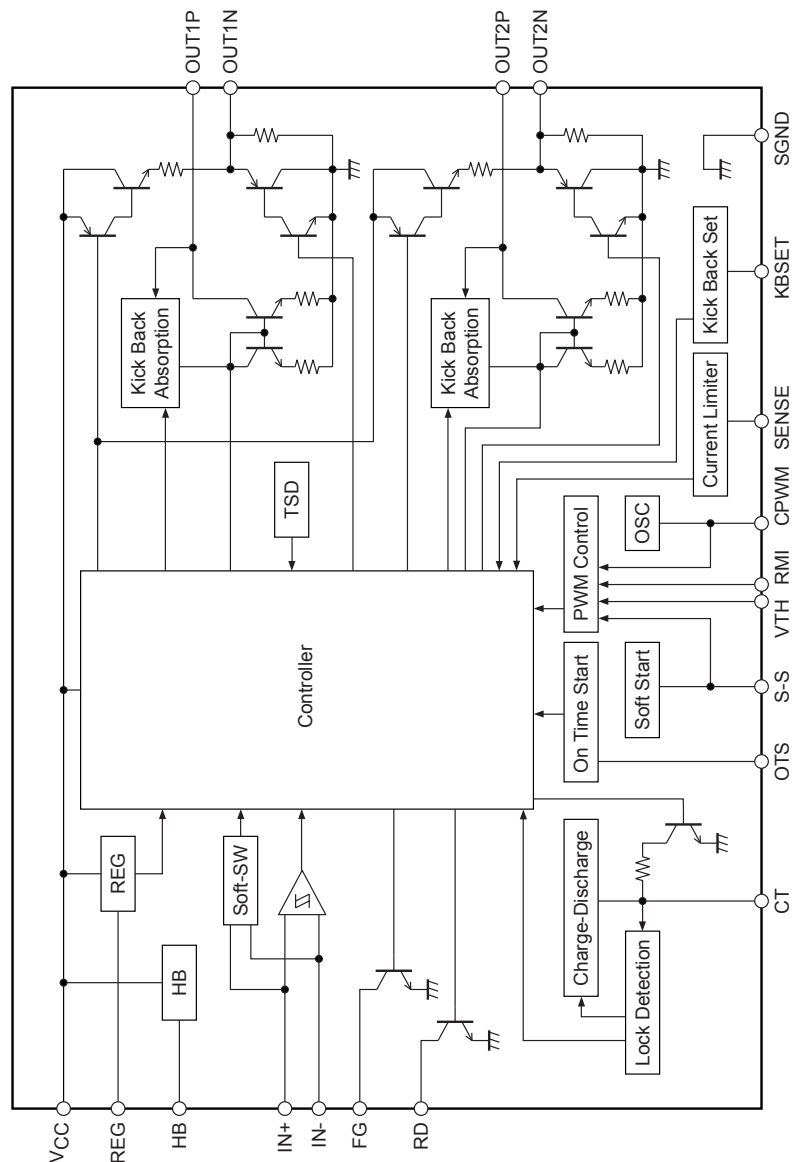 OUT1P
OUT1N
OUT2P
OUT2N
VCC
REG
HB
IN+
IN-
FG
RD
REG
HB
Soft-SW
Controller
TSD
Kick Back
Absorption
Kick Back
Absorption
Charge-Discharge
Lock Detection
On Time Start
Soft Start
PWM Control
OSC
Current Limiter
Kick Back Set
CT
OTS
S-S
VTH
RMI
CPWM
SENSE
KBSET
SGND